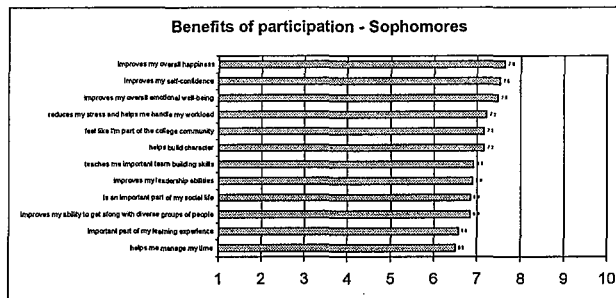 Benefits of participation - Sophomores
improves my overall happiness
improves my self-confidence
improves my overall emotional well-being
reduces my stress and helps me handle my workload
feel like I'm part of the college community
helps build character
teaches me important team building skills
improves my leadership abilities
is an important part of my social life
improves my ability to get along with diverse groups of people
important part of my learning experience
helps me manage my time
1 2 3 4 5 6 7 8 9 10